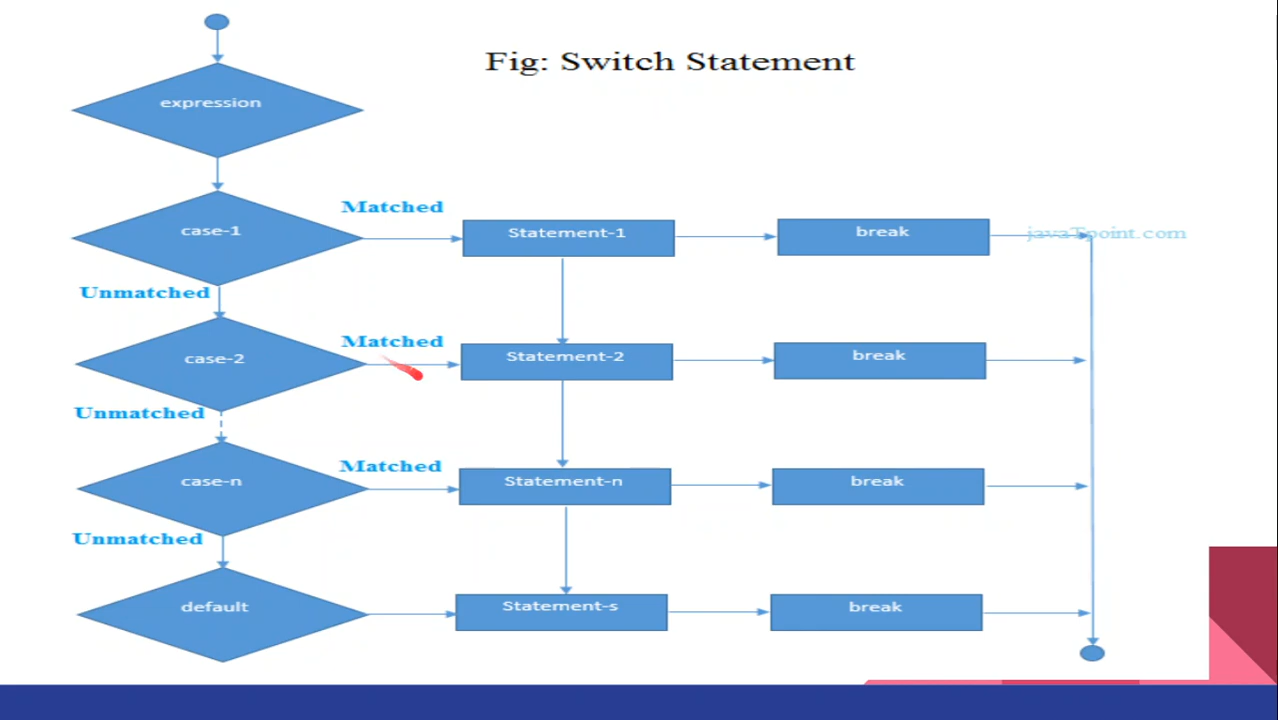 Fig: Switch Statement
expression
Matched
case-1
Statement-1
break
javaTpoint.com
Unmatched
Matched
case-2
Statement-2
break
Unmatched
Matched
case-n
Statement-n
break
Unmatched
default
Statement-s
break